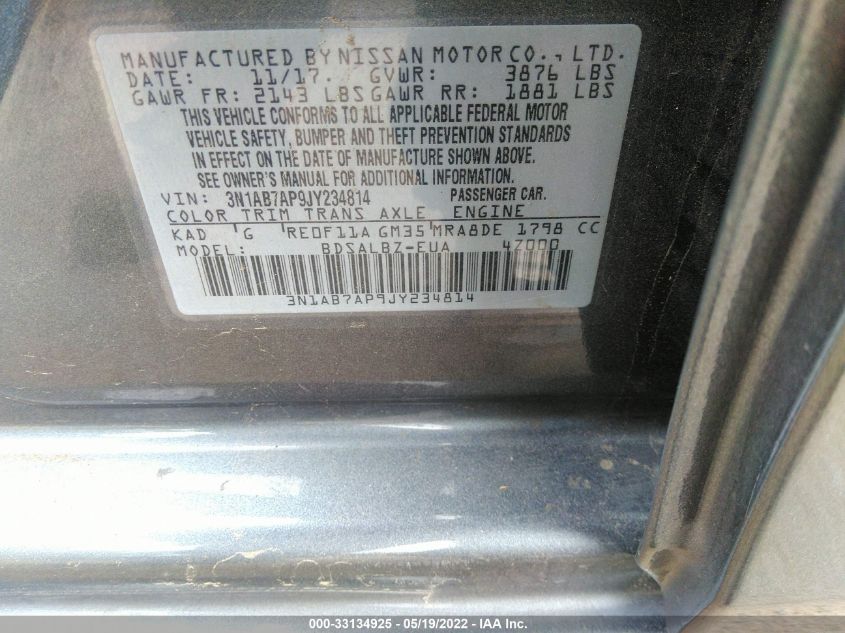 MANUFACTURED BY NISSAN MOTOR CO., LTD.
DATE: 11/17. GVWR: 3876 LBS
GAWR FR: 2143 LBS GAWR RR: 1881 LBS
THIS VEHICLE CONFORMS TO ALL APPLICABLE FEDERAL MOTOR
VEHICLE SAFETY, BUMPER AND THEFT PREVENTION STANDARDS
IN EFFECT ON THE DATE OF MANUFACTURE SHOWN ABOVE.
SEE OWNER'S MANUAL FOR ADDITIONAL INFORMATION.
VIN: 3N1AB7AP9JY234814 PASSENGER CAR.
COLOR TRIM TRANS AXLE ENGINE
KAD G RE0F11A GM35 MRA8DE 1798 CC
MODEL: BDSALBZ-EUA 47000
3N1AB7AP9JY234814
000-33134925 - 05/19/2022 - IAA Inc.